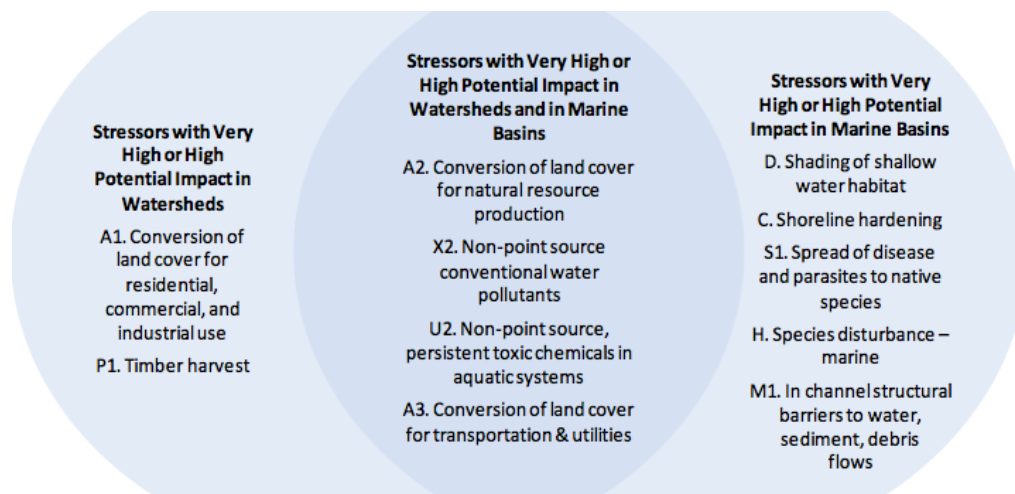 Stressors with Very
High or High
Potential Impact in
Watersheds
A1. Conversion of
land cover for
residential,
commercial, and
industrial use
P1. Timber harvest
Stressors with Very High or
High Potential Impact in
Watersheds and in Marine
Basins
A2. Conversion of land cover
for natural resource
production
X2. Non-point source
conventional water
pollutants
U2. Non-point source,
persistent toxic chemicals in
aquatic systems
A3. Conversion of land cover
for transportation & utilities
Stressors with Very
High or High Potential
Impact in Marine Basins
D. Shading of shallow
water habitat
C. Shoreline hardening
S1. Spread of disease
and parasites to native
species
H. Species disturbance –
marine
M1. In channel structural
barriers to water,
sediment, debris
flows